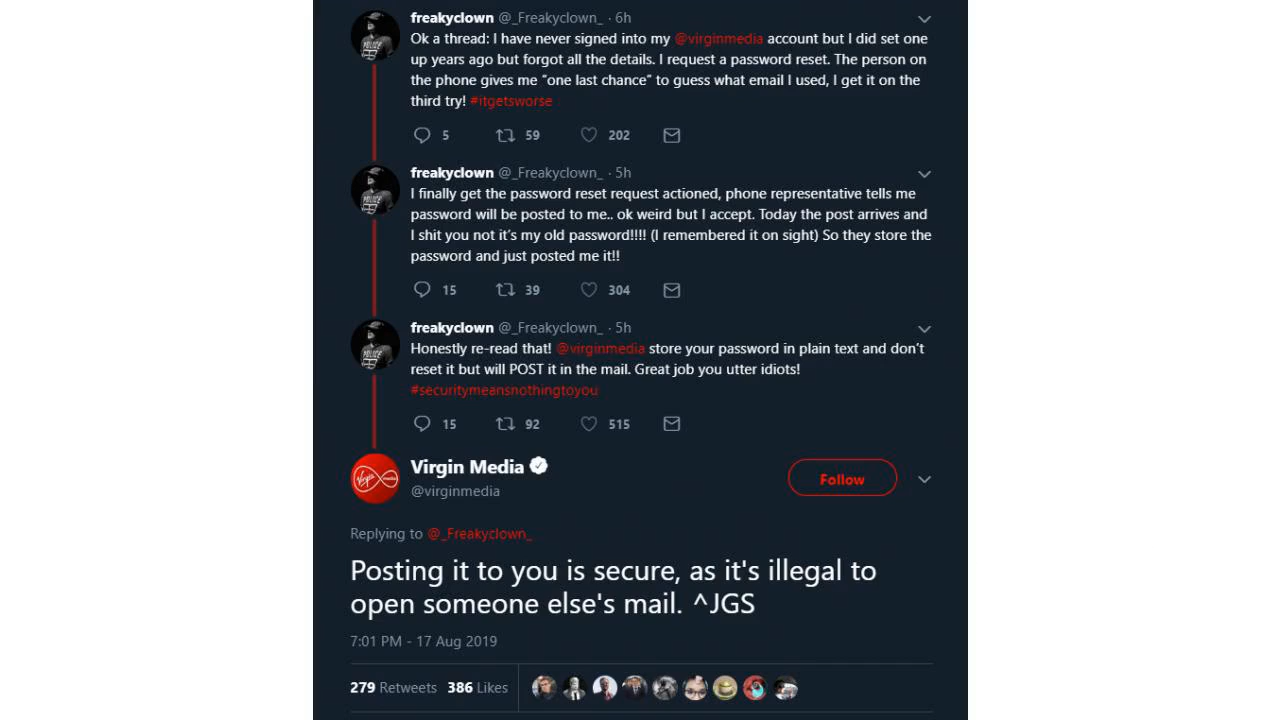 freakyclown @_Freakyclown_ · 6h
Ok a thread: I have never signed into my @virginmedia account but I did set one
up years ago but forgot all the details. I request a password reset. The person on
the phone gives me “one last chance” to guess what email I used, I get it on the
third try! #itgetsworse
5 59 202
freakyclown @_Freakyclown_ · 5h
I finally get the password reset request actioned, phone representative tells me
password will be posted to me.. ok weird but I accept. Today the post arrives and
I shit you not it’s my old password!!!! (I remembered it on sight) So they store the
password and just posted me it!!
15 39 304
freakyclown @_Freakyclown_ · 5h
Honestly re-read that! @virginmedia store your password in plain text and don’t
reset it but will POST it in the mail. Great job you utter idiots!
#securitymeansnothingtoyou
15 92 515
Virgin Media
Follow
@virginmedia
Replying to @_Freakyclown_
Posting it to you is secure, as it's illegal to
open someone else's mail. ^JGS
7:01 PM - 17 Aug 2019
279 Retweets 386 Likes